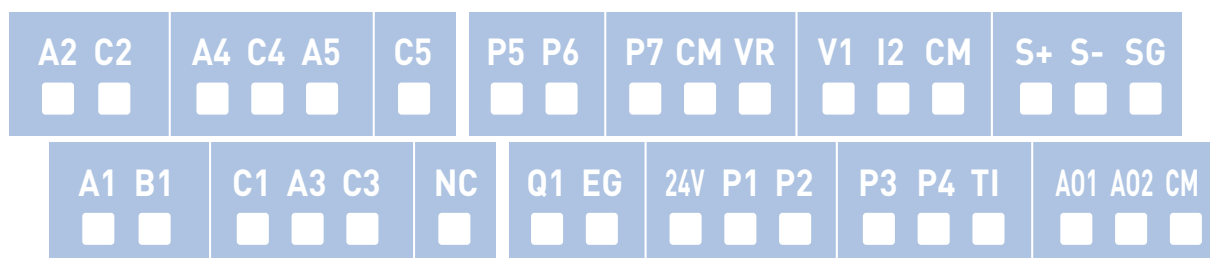 A2 C2 A4 C4 A5 C5 P5 P6 P7 CM VR V1 I2 CM S+ S- SG
A1 B1 C1 A3 C3 NC Q1 EG 24V P1 P2 P3 P4 TI A01 A02 CM